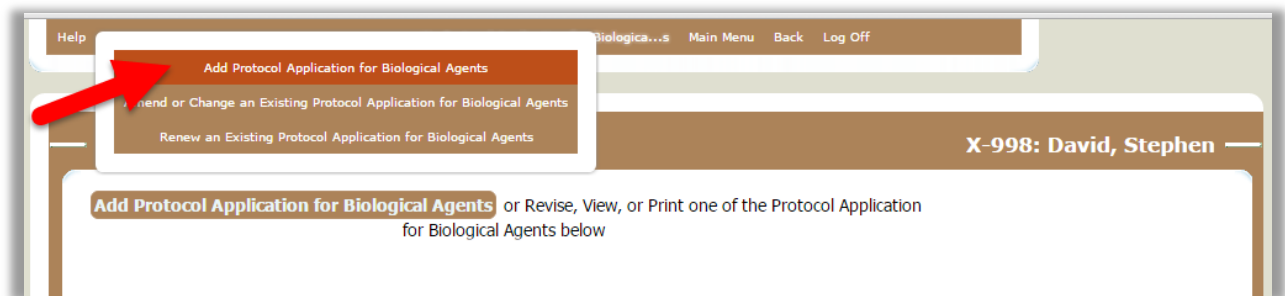 Help Biologica...s Main Menu Back Log Off
Add Protocol Application for Biological Agents
Amend or Change an Existing Protocol Application for Biological Agents
Renew an Existing Protocol Application for Biological Agents
X-998: David, Stephen
Add Protocol Application for Biological Agents or Revise, View, or Print one of the Protocol Application
for Biological Agents below